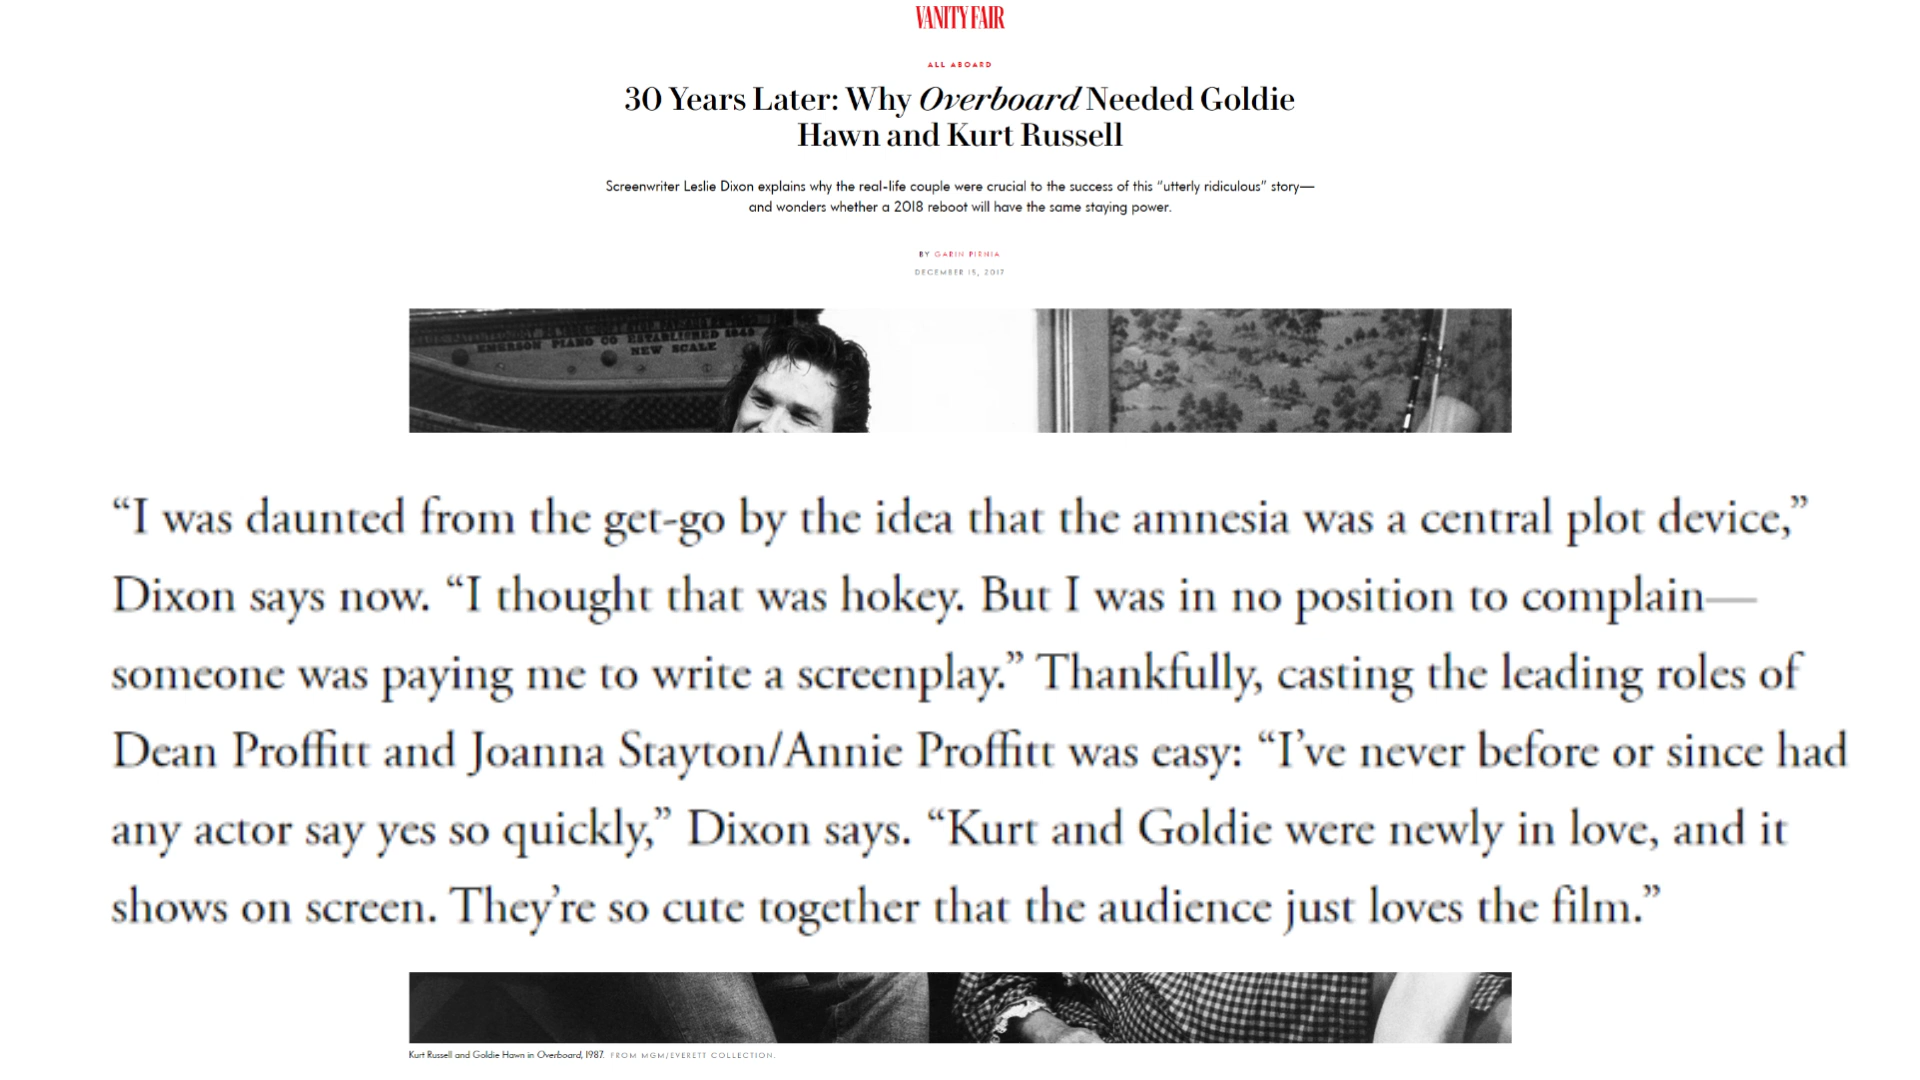 VANITY FAIR
ALL ABOARD
30 Years Later: Why Overboard Needed Goldie
Hawn and Kurt Russell
Screenwriter Leslie Dixon explains why the real-life couple were crucial to the success of this “utterly ridiculous” story—
and wonders whether a 2018 reboot will have the same staying power.
BY GARIN PIRNIA
DECEMBER 15, 2017
EMERSON PIANO CO ESTABLISHED 1849
NEW SCALE
“I was daunted from the get-go by the idea that the amnesia was a central plot device,”
Dixon says now. “I thought that was hokey. But I was in no position to complain—
someone was paying me to write a screenplay.” Thankfully, casting the leading roles of
Dean Proffitt and Joanna Stayton/Annie Proffitt was easy: “I’ve never before or since had
any actor say yes so quickly,” Dixon says. “Kurt and Goldie were newly in love, and it
shows on screen. They’re so cute together that the audience just loves the film.”
Kurt Russell and Goldie Hawn in Overboard, 1987. FROM MGM/EVERETT COLLECTION.